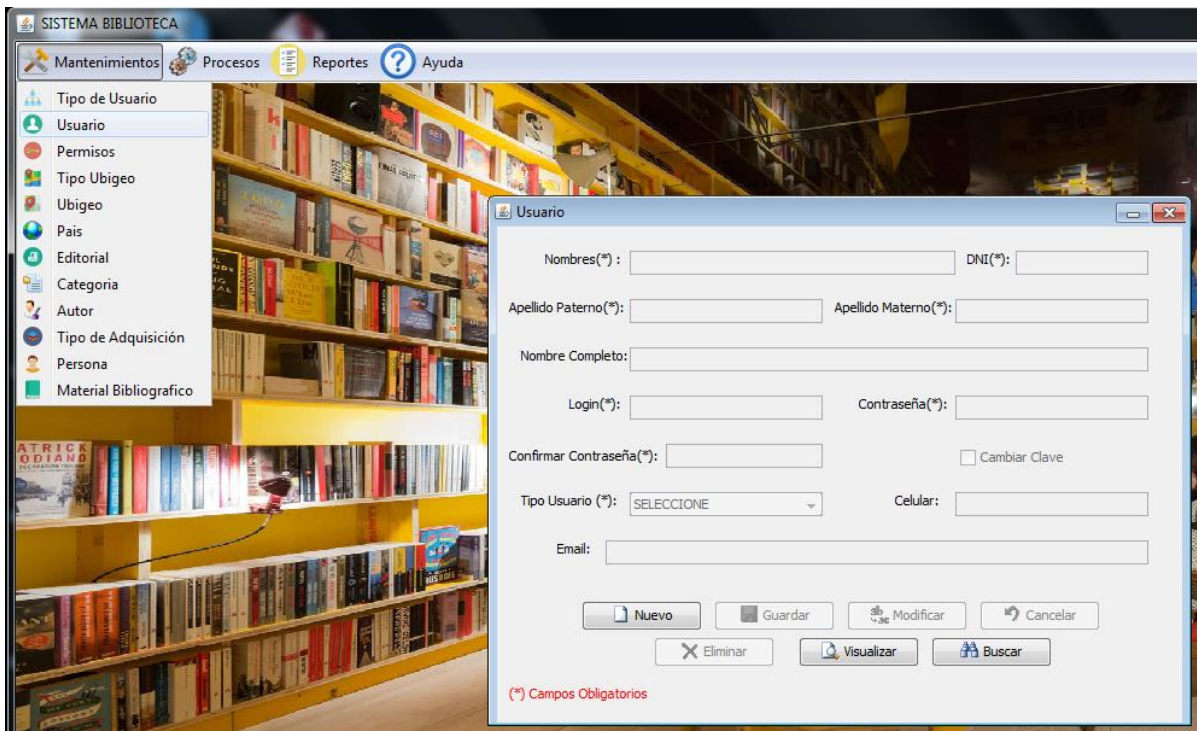 SISTEMA BIBLIOTECA
Mantenimientos Procesos Reportes Ayuda
Tipo de Usuario
Usuario
Permisos
Tipo Ubigeo
Ubigeo
Pais
Editorial
Categoria
Autor
Tipo de Adquisición
Persona
Material Bibliografico
ATRICK
ODIANO
Usuario
Nombres(*) : DNI(*):
Apellido Paterno(*): Apellido Materno(*):
Nombre Completo:
Login(*): Contraseña(*):
Confirmar Contraseña(*): Cambiar Clave
Tipo Usuario (*): SELECCIONE Celular:
Email:
Nuevo Guardar Modificar Cancelar
Eliminar Visualizar Buscar
(*) Campos Obligatorios